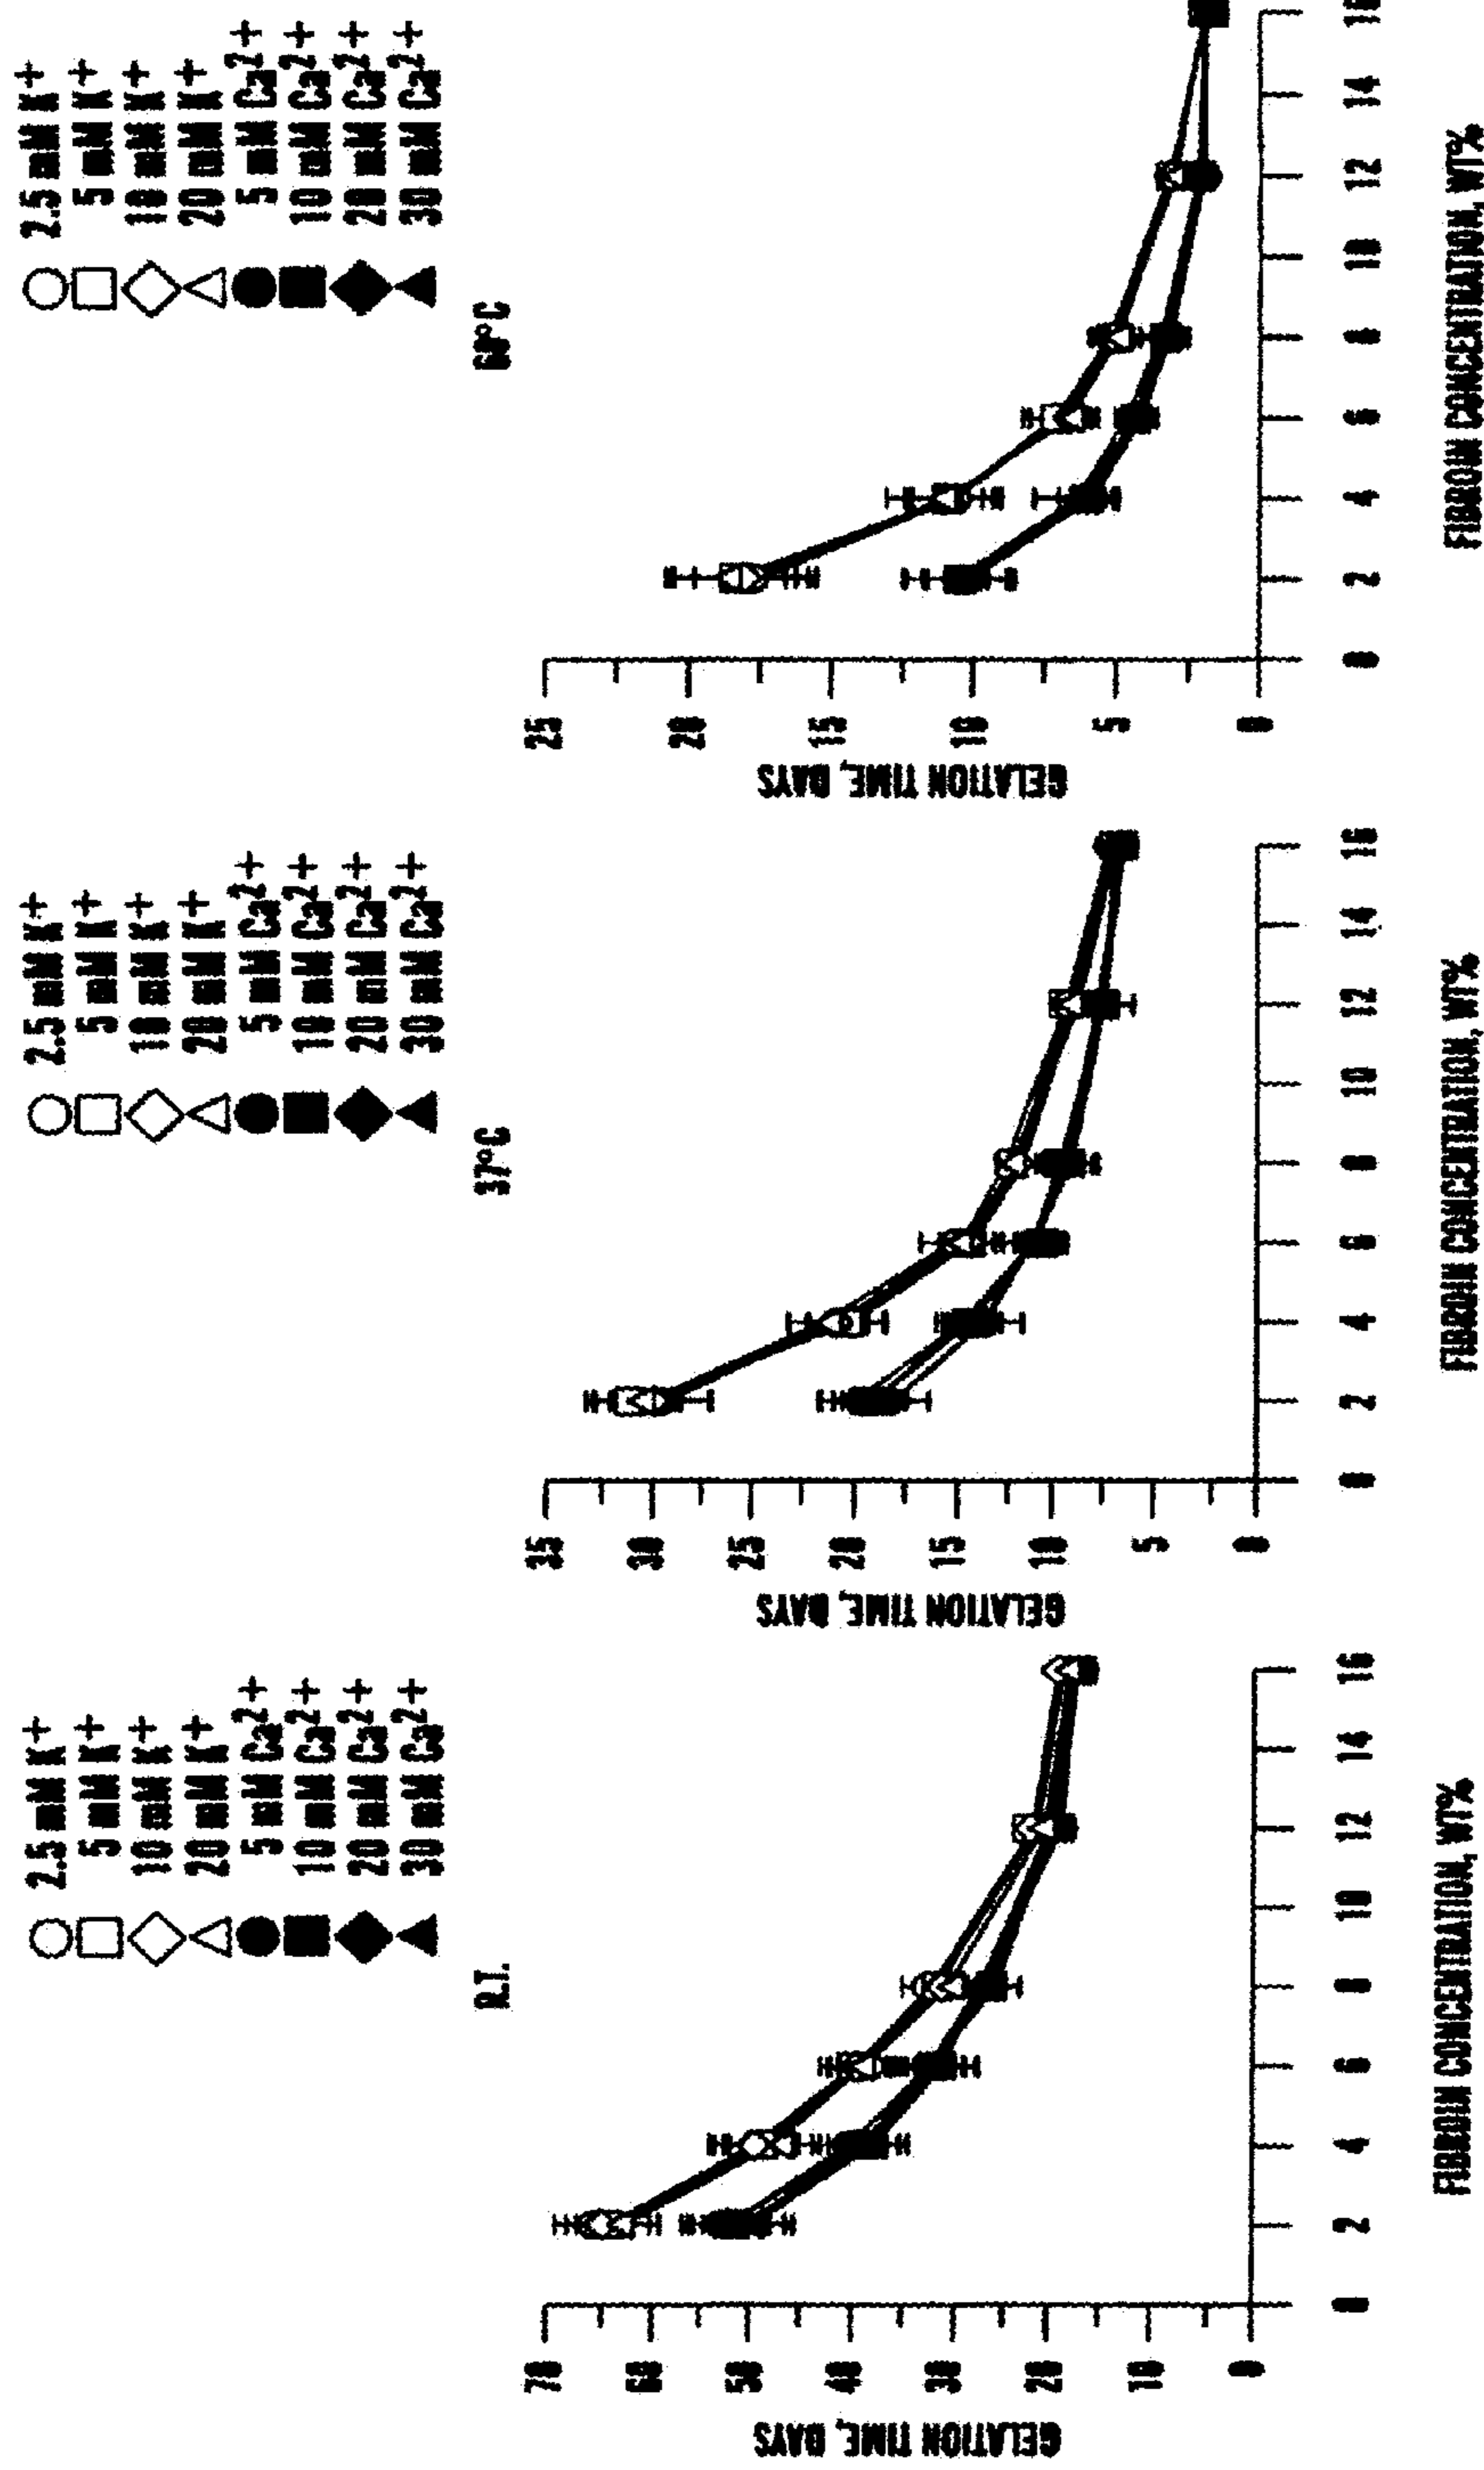 2.5 mM K+
5 mM K+
10 mM K+
20 mM K+
5 mM Ca2+
10 mM Ca2+
20 mM Ca2+
30 mM Ca2+
R.T.
GELATION TIME, DAYS
70
60
50
40
30
20
10
0
0 2 4 6 8 10 12 14 16
FIBROIN CONCENTRATION, WT%
2.5 mM K+
5 mM K+
10 mM K+
20 mM K+
5 mM Ca2+
10 mM Ca2+
20 mM Ca2+
30 mM Ca2+
37°C
GELATION TIME, DAYS
35
30
25
20
15
10
5
0
0 2 4 6 8 10 12 14 16
FIBROIN CONCENTRATION, WT%
2.5 mM K+
5 mM K+
10 mM K+
20 mM K+
5 mM Ca2+
10 mM Ca2+
20 mM Ca2+
30 mM Ca2+
60°C
GELATION TIME, DAYS
25
20
15
10
5
0
0 2 4 6 8 10 12 14 16
FIBROIN CONCENTRATION, WT%